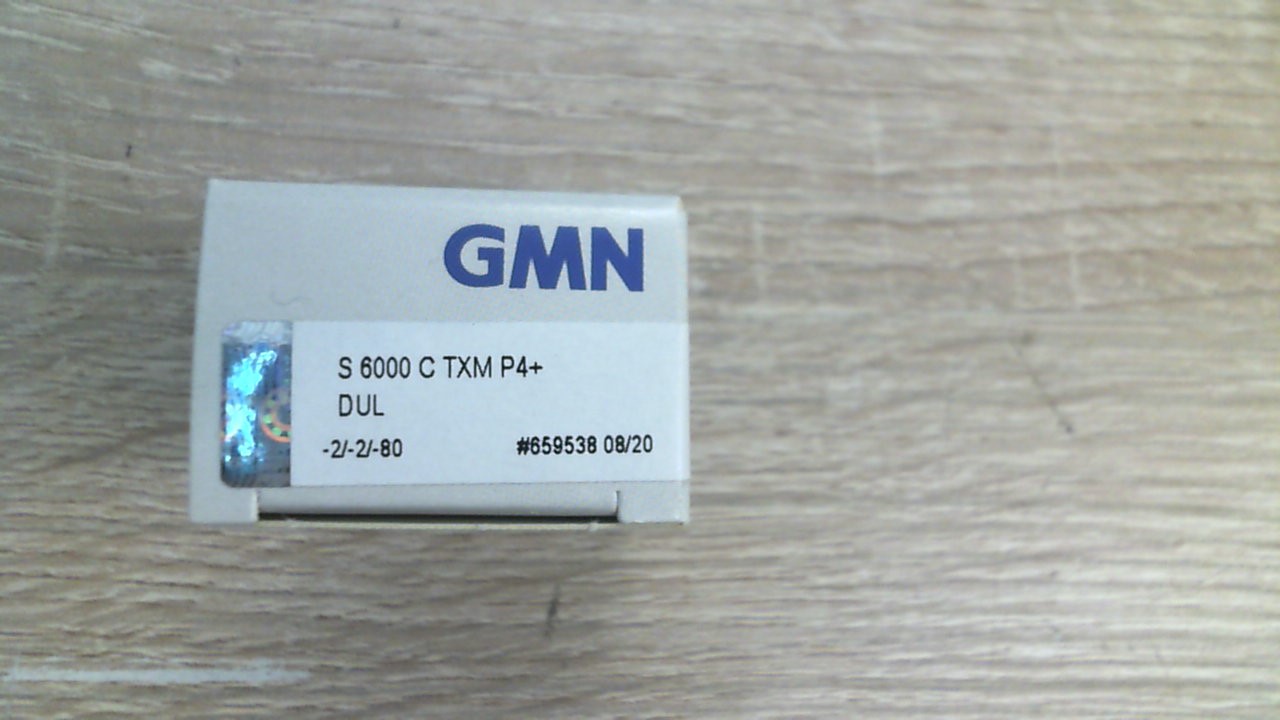 GMN
S 6000 C TXM P4+
DUL
-2/-2/-80 #659538 08/20